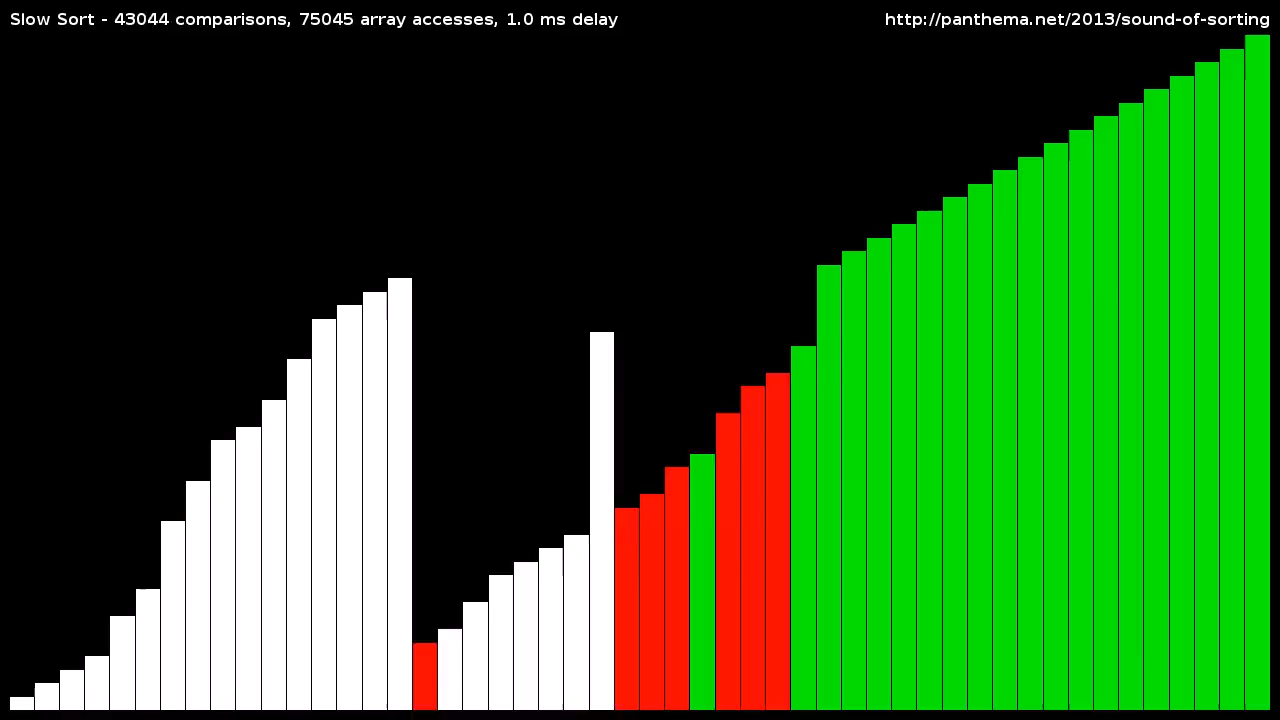 Slow Sort - 43044 comparisons, 75045 array accesses, 1.0 ms delay
http://panthema.net/2013/sound-of-sorting